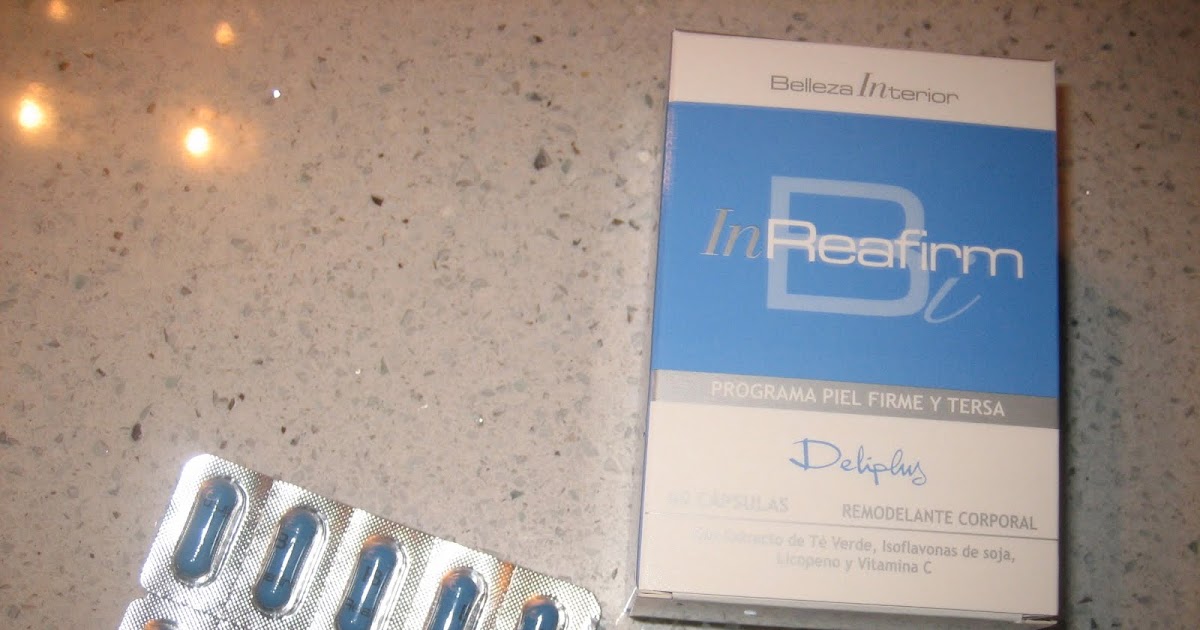 Belleza Interior
Bi
InReafirm
PROGRAMA PIEL FIRME Y TERSA
Deliplus
CÁPSULAS
REMODELANTE CORPORAL
Extracto de Té Verde, Isoflavonas de soja,
Licopeno y Vitamina C